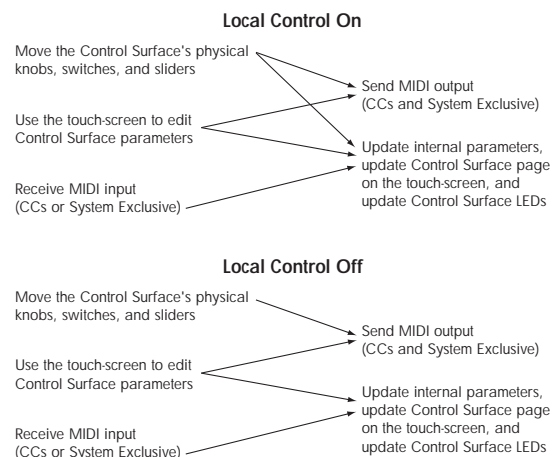 Local Control On
Move the Control Surface's physical
knobs, switches, and sliders
Send MIDI output
(CCs and System Exclusive)
Use the touch-screen to edit
Control Surface parameters
Update internal parameters,
update Control Surface page
on the touch-screen, and
update Control Surface LEDs
Receive MIDI input
(CCs or System Exclusive)
Local Control Off
Move the Control Surface's physical
knobs, switches, and sliders
Send MIDI output
(CCs and System Exclusive)
Use the touch-screen to edit
Control Surface parameters
Update internal parameters,
update Control Surface page
on the touch-screen, and
update Control Surface LEDs
Receive MIDI input
(CCs or System Exclusive)